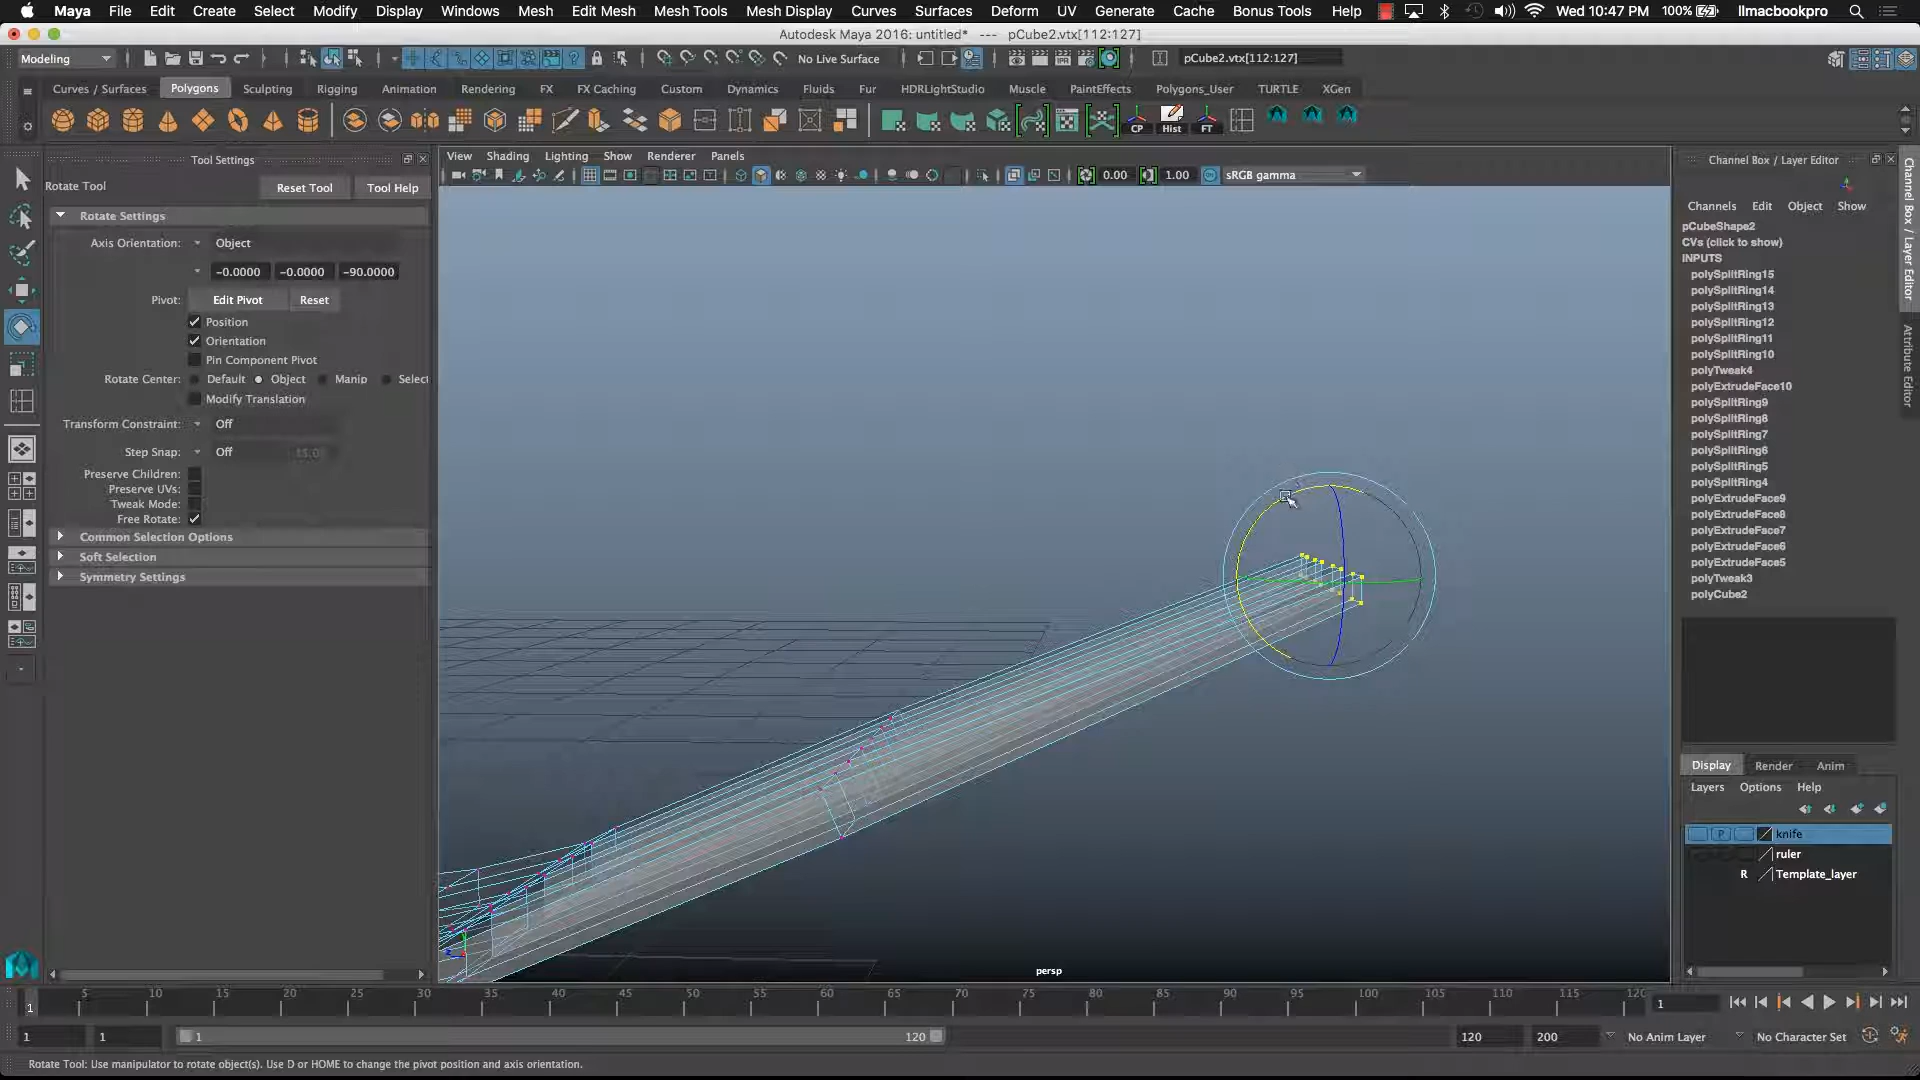 Maya File Edit Create Select Modify Display Windows Mesh Edit Mesh Mesh Tools Mesh Display Curves Surfaces Deform UV Generate Cache Bonus Tools Help Wed 10:47 PM 100% llmacbookpro
Autodesk Maya 2016: untitled* --- pCube2.vtx[112:127]
Modeling No Live Surface pCube2.vtx[112:127]
Curves / Surfaces Polygons Sculpting Rigging Animation Rendering FX FX Caching Custom Dynamics Fluids Fur HDRLightStudio Muscle PaintEffects Polygons_User TURTLE XGen
CP Hist FT
Tool Settings
Rotate Tool Reset Tool Tool Help
Rotate Settings
Axis Orientation: Object
-0.0000 -0.0000 -90.0000
Pivot: Edit Pivot Reset
Position
Orientation
Pin Component Pivot
Rotate Center: Default Object Manip Select
Modify Translation
Transform Constraint: Off
Step Snap: Off 15.0
Preserve Children:
Preserve UVs:
Tweak Mode:
Free Rotate:
Common Selection Options
Soft Selection
Symmetry Settings
View Shading Lighting Show Renderer Panels
0.00 1.00 sRGB gamma
persp
Channel Box / Layer Editor
Channels Edit Object Show
pCubeShape2
CVs (click to show)
INPUTS
polySplitRing15
polySplitRing14
polySplitRing13
polySplitRing12
polySplitRing11
polySplitRing10
polyTweak4
polyExtrudeFace10
polySplitRing9
polySplitRing8
polySplitRing7
polySplitRing6
polySplitRing5
polySplitRing4
polyExtrudeFace9
polyExtrudeFace8
polyExtrudeFace7
polyExtrudeFace6
polyExtrudeFace5
polyTweak3
polyCube2
Display Render Anim
Layers Options Help
P knife
ruler
R Template_layer
Channel Box / Layer Editor
Attribute Editor
1 5 10 15 20 25 30 35 40 45 50 55 60 65 70 75 80 85 90 95 100 105 110 115 120 1
1 1 1 120 120 200 No Anim Layer No Character Set
Rotate Tool: Use manipulator to rotate object(s). Use D or HOME to change the pivot position and axis orientation.